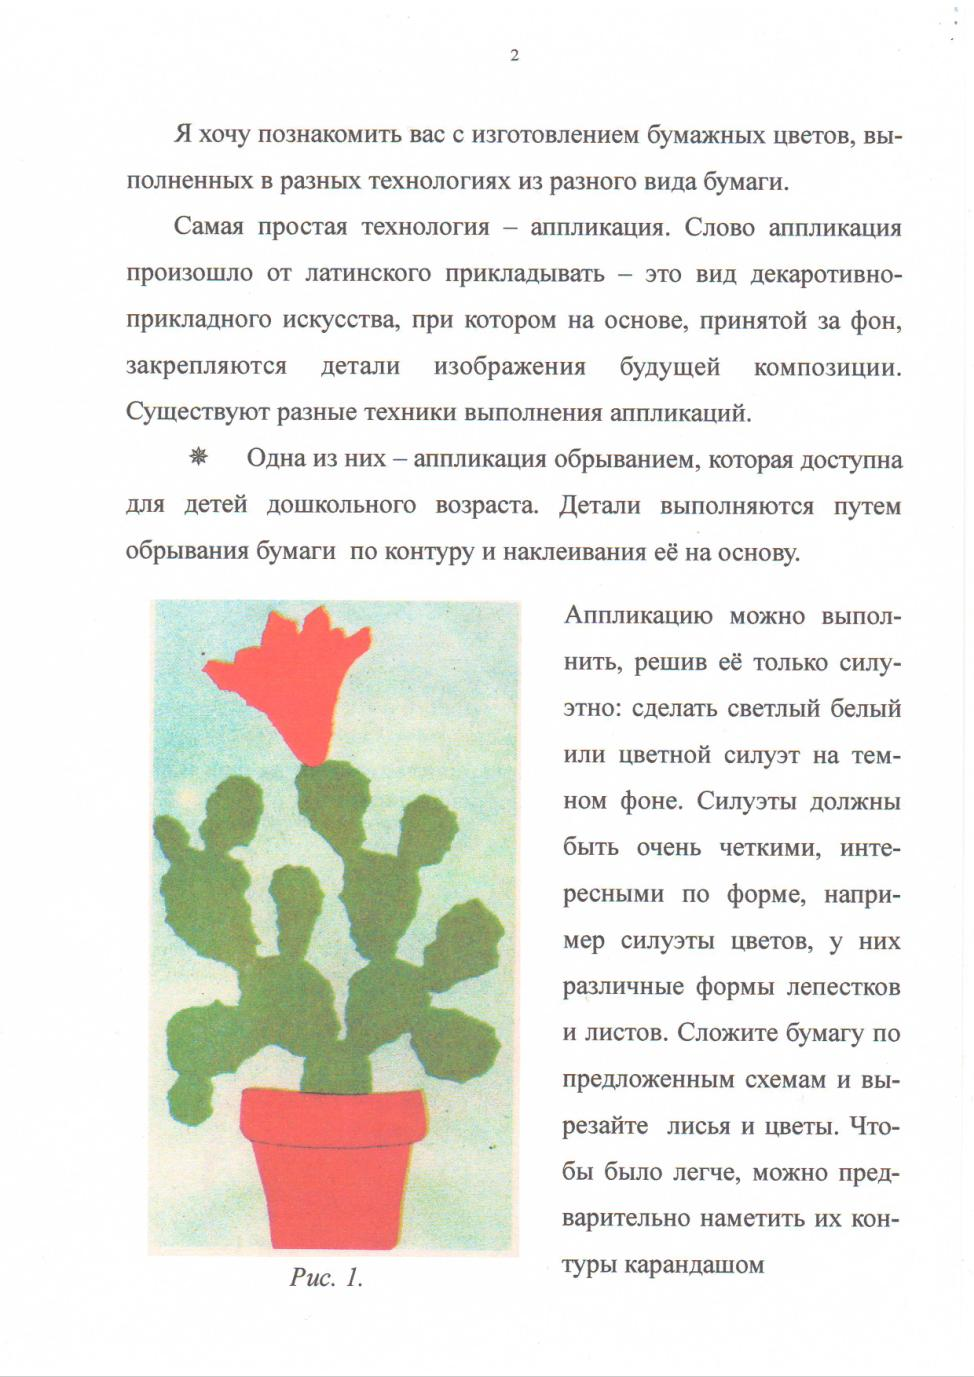 2
Я хочу познакомить вас с изготовлением бумажных цветов, вы-
полненных в разных технологиях из разного вида бумаги.
Самая простая технология – аппликация. Слово аппликация
произошло от латинского прикладывать – это вид декаротивно-
прикладного искусства, при котором на основе, принятой за фон,
закрепляются детали изображения будущей композиции.
Существуют разные техники выполнения аппликаций.
✵ Одна из них – аппликация обрыванием, которая доступна
для детей дошкольного возраста. Детали выполняются путем
обрывания бумаги по контуру и наклеивания её на основу.
Аппликацию можно выпол-
нить, решив её только силу-
этно: сделать светлый белый
или цветной силуэт на тем-
ном фоне. Силуэты должны
быть очень четкими, инте-
ресными по форме, напри-
мер силуэты цветов, у них
различные формы лепестков
и листов. Сложите бумагу по
предложенным схемам и вы-
резайте лисья и цветы. Что-
бы было легче, можно пред-
варительно наметить их кон-
туры карандашом
Рис. 1.